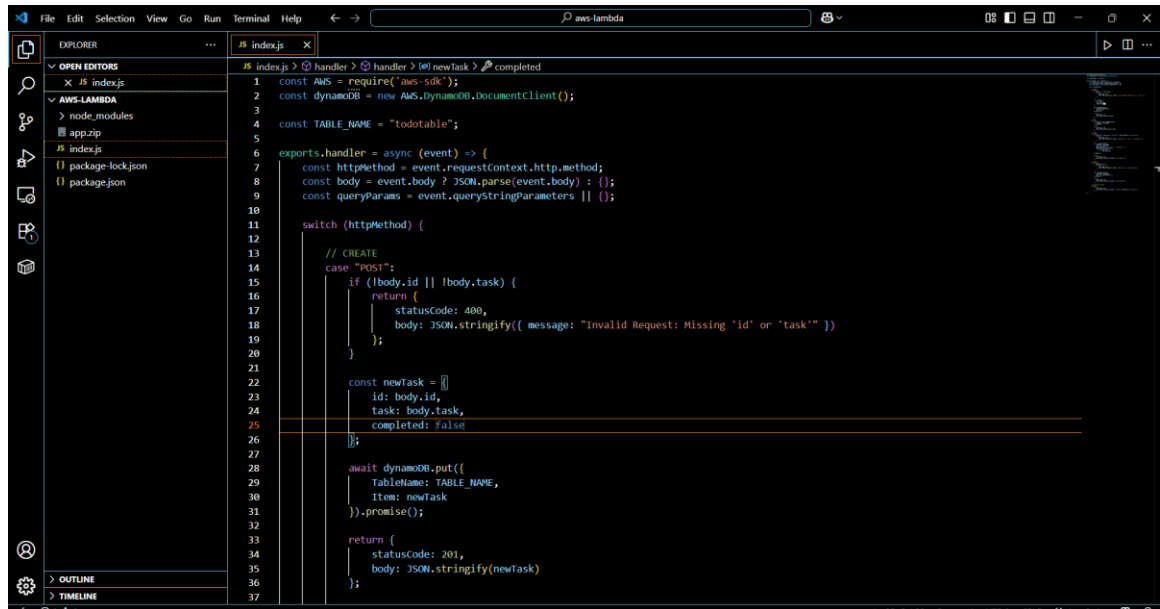 File Edit Selection View Go Run Terminal Help
aws-lambda
EXPLORER
OPEN EDITORS
JS index.js
AWS-LAMBDA
node_modules
app.zip
JS index.js
{} package-lock.json
{} package.json
OUTLINE
TIMELINE
JS index.js
JS index.js > handler > handler > newTask > completed
1 const AWS = require('aws-sdk');
2 const dynamoDB = new AWS.DynamoDB.DocumentClient();
3
4 const TABLE_NAME = "todotable";
5
6 exports.handler = async (event) => {
7 const httpMethod = event.requestContext.http.method;
8 const body = event.body ? JSON.parse(event.body) : {};
9 const queryParams = event.queryStringParameters || {};
10
11 switch (httpMethod) {
12
13 // CREATE
14 case "POST":
15 if (!body.id || !body.task) {
16 return {
17 statusCode: 400,
18 body: JSON.stringify({ message: "Invalid Request: Missing 'id' or 'task'" })
19 };
20 }
21
22 const newTask = {
23 id: body.id,
24 task: body.task,
25 completed: false
26 };
27
28 await dynamoDB.put({
29 TableName: TABLE_NAME,
30 Item: newTask
31 }).promise();
32
33 return {
34 statusCode: 201,
35 body: JSON.stringify(newTask)
36 };
37
1